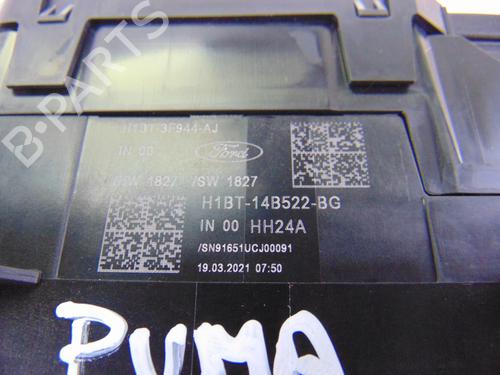 H1BT-3F944-AJ
IN 00 Ford
/HW 1827 /SW 1827
H1BT-14B522-BG
IN 00 HH24A
/SN91651UCJ00091
19.03.2021 07:50
PUMA
B-PARTS